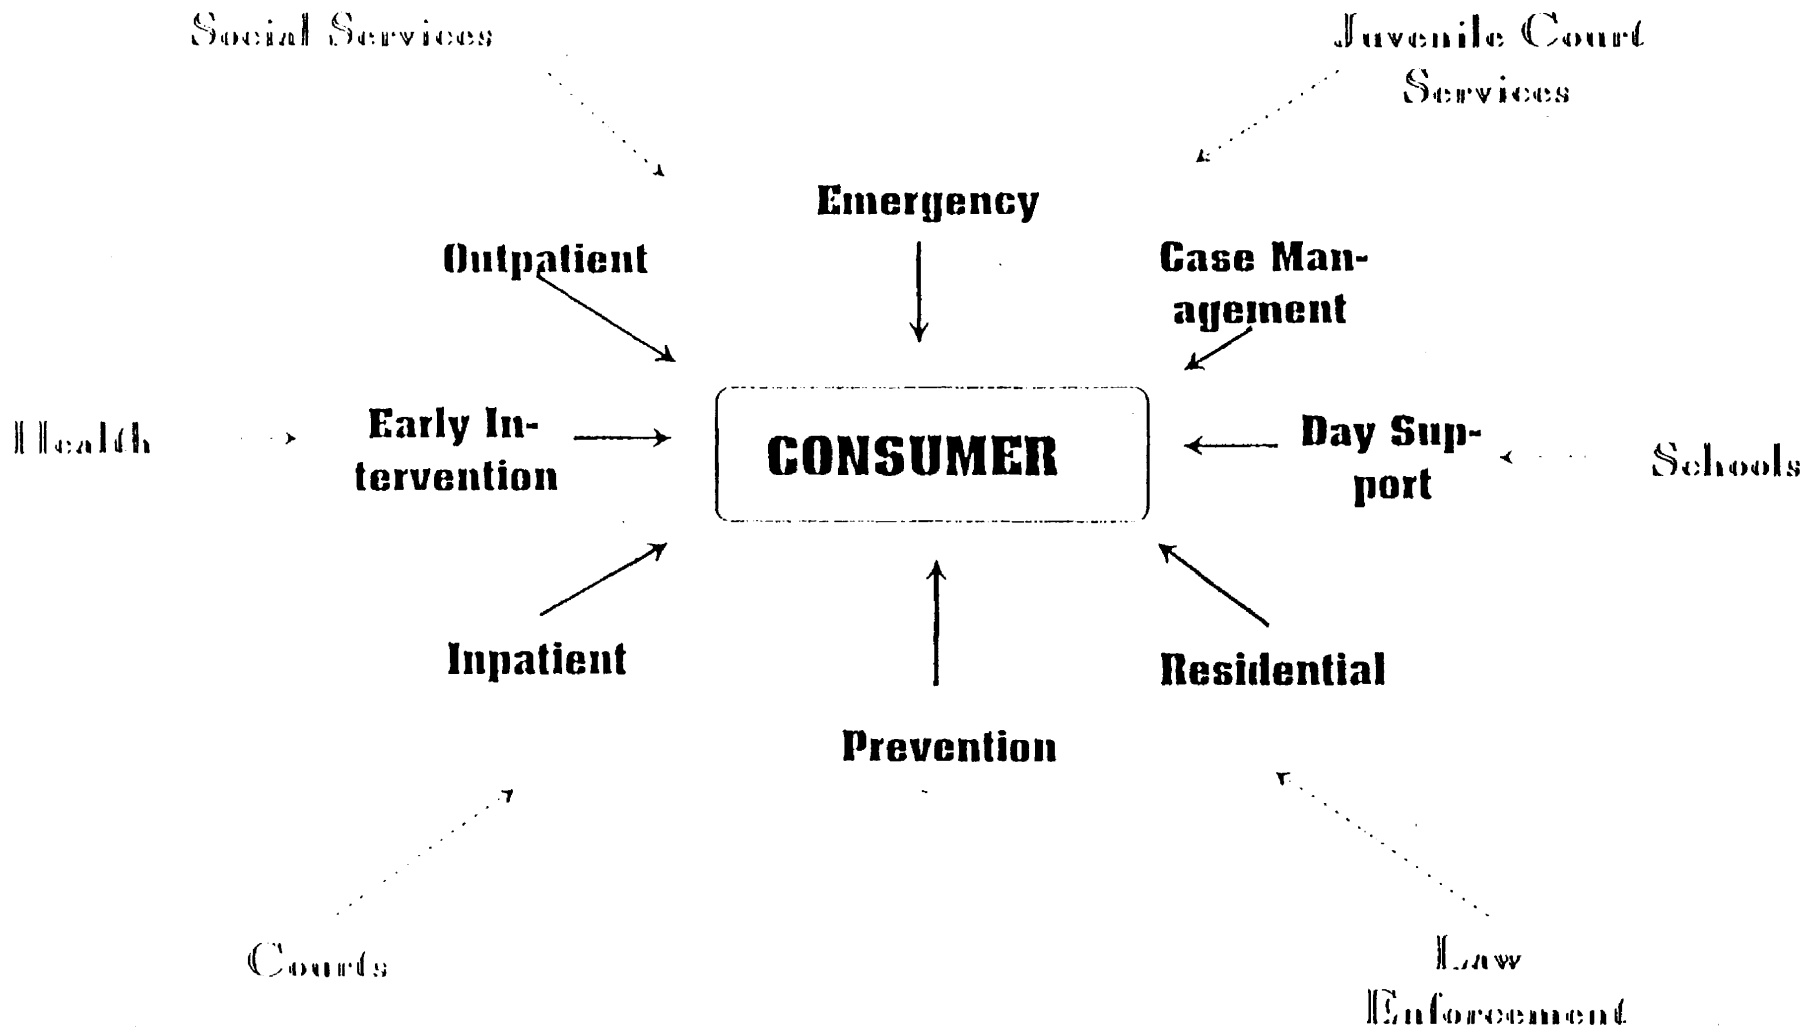 Social Services
Juvenile Court
Services
Emergency
Outpatient
Case Man-
agement
Health
Early In-
tervention
CONSUMER
Day Sup-
port
Schools
Inpatient
Residential
Prevention
Courts
Law
Enforcement